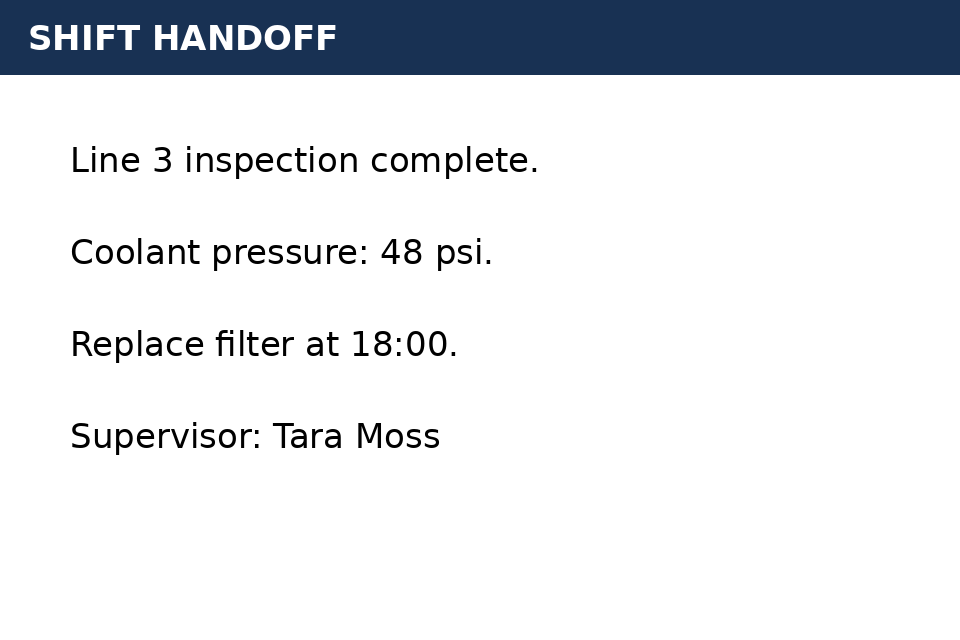 SHIFT HANDOFF
Line 3 inspection complete.
Coolant pressure: 48 psi.
Replace filter at 18:00.
Supervisor: Tara Moss